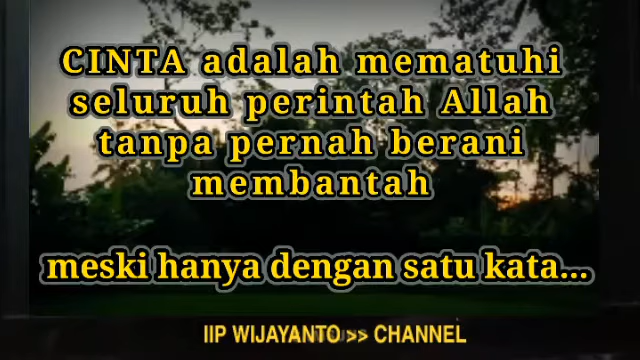 CINTA adalah mematuhi
seluruh perintah Allah
tanpa pernah berani
membantah
meski hanya dengan satu kata...
IIP WIJAYANTO >> CHANNEL